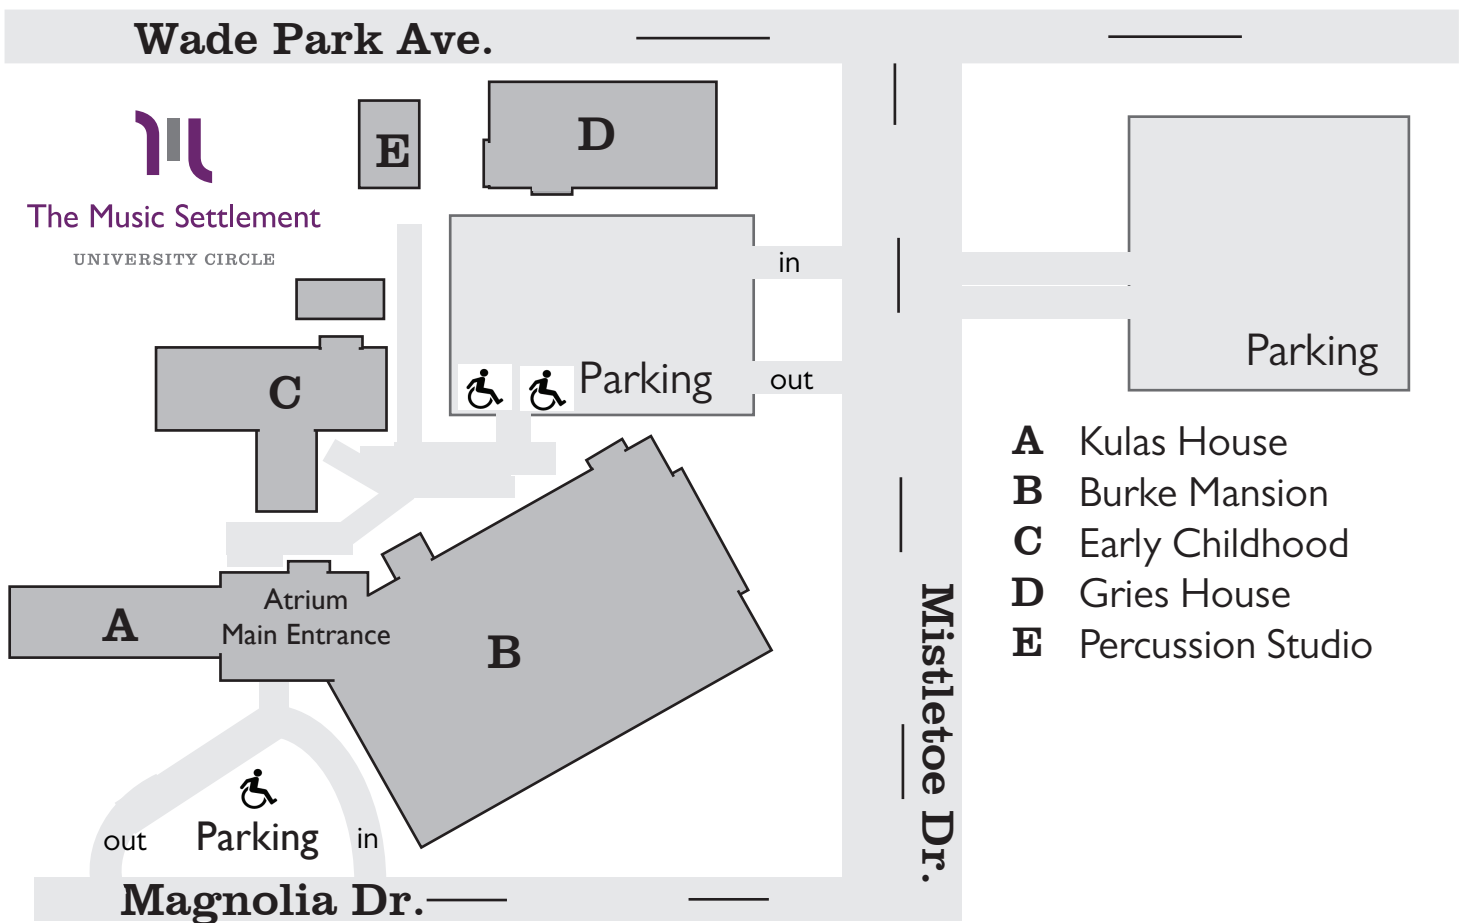 Wade Park Ave.
E
D
The Music Settlement
UNIVERSITY CIRCLE
in
Parking
C
Parking
out
A Kulas House
B Burke Mansion
C Early Childhood
D Gries House
E Percussion Studio
Atrium
Main Entrance
A
B
Mistletoe Dr.
out
Parking
in
Magnolia Dr.